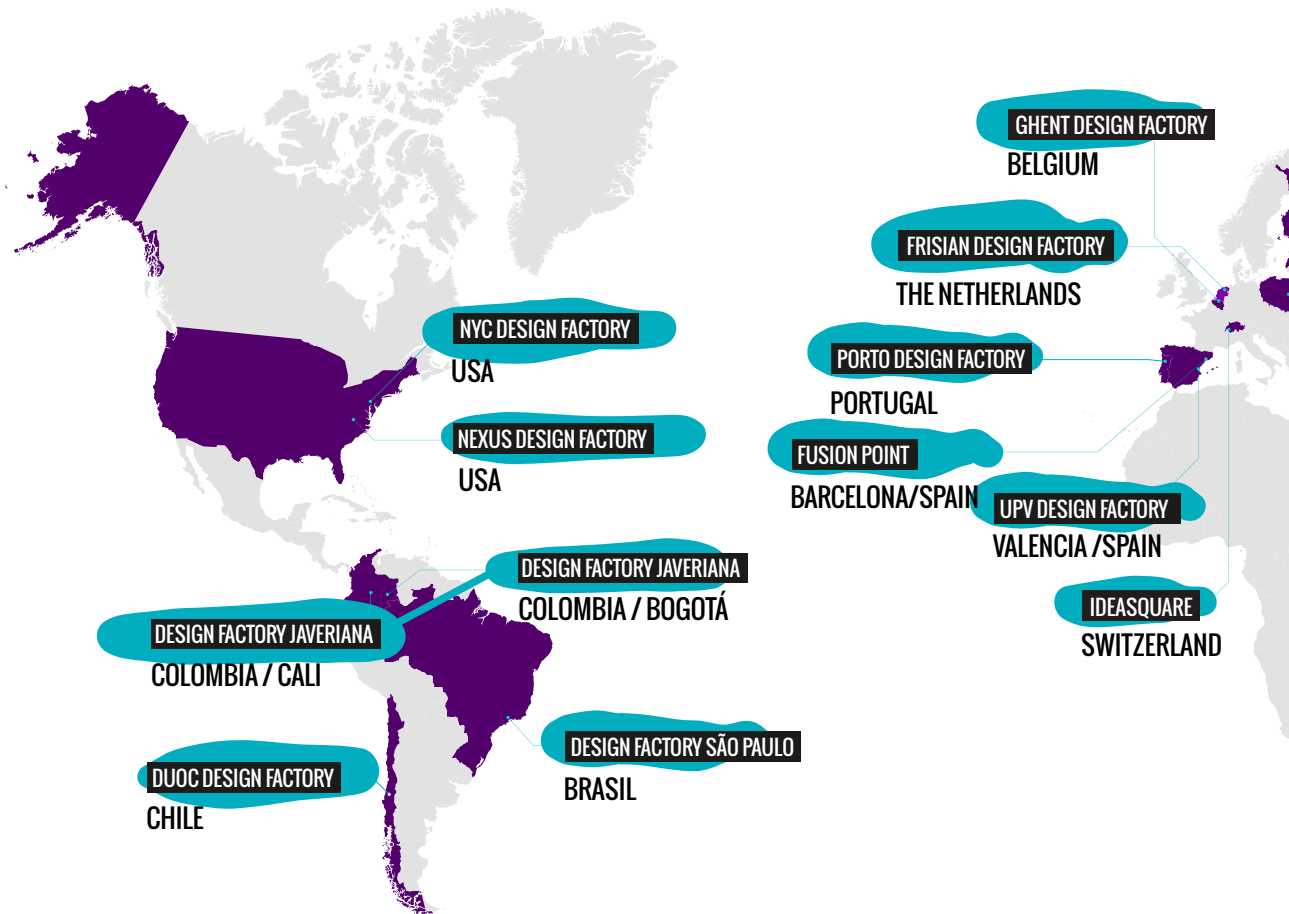 GHENT DESIGN FACTORY
BELGIUM
FRISIAN DESIGN FACTORY
THE NETHERLANDS
NYC DESIGN FACTORY
USA
PORTO DESIGN FACTORY
PORTUGAL
NEXUS DESIGN FACTORY
USA
FUSION POINT
BARCELONA/SPAIN
UPV DESIGN FACTORY
VALENCIA /SPAIN
DESIGN FACTORY JAVERIANA
COLOMBIA / BOGOTÁ
IDEASQUARE
SWITZERLAND
DESIGN FACTORY JAVERIANA
COLOMBIA / CALI
DESIGN FACTORY SÃO PAULO
BRASIL
DUOC DESIGN FACTORY
CHILE